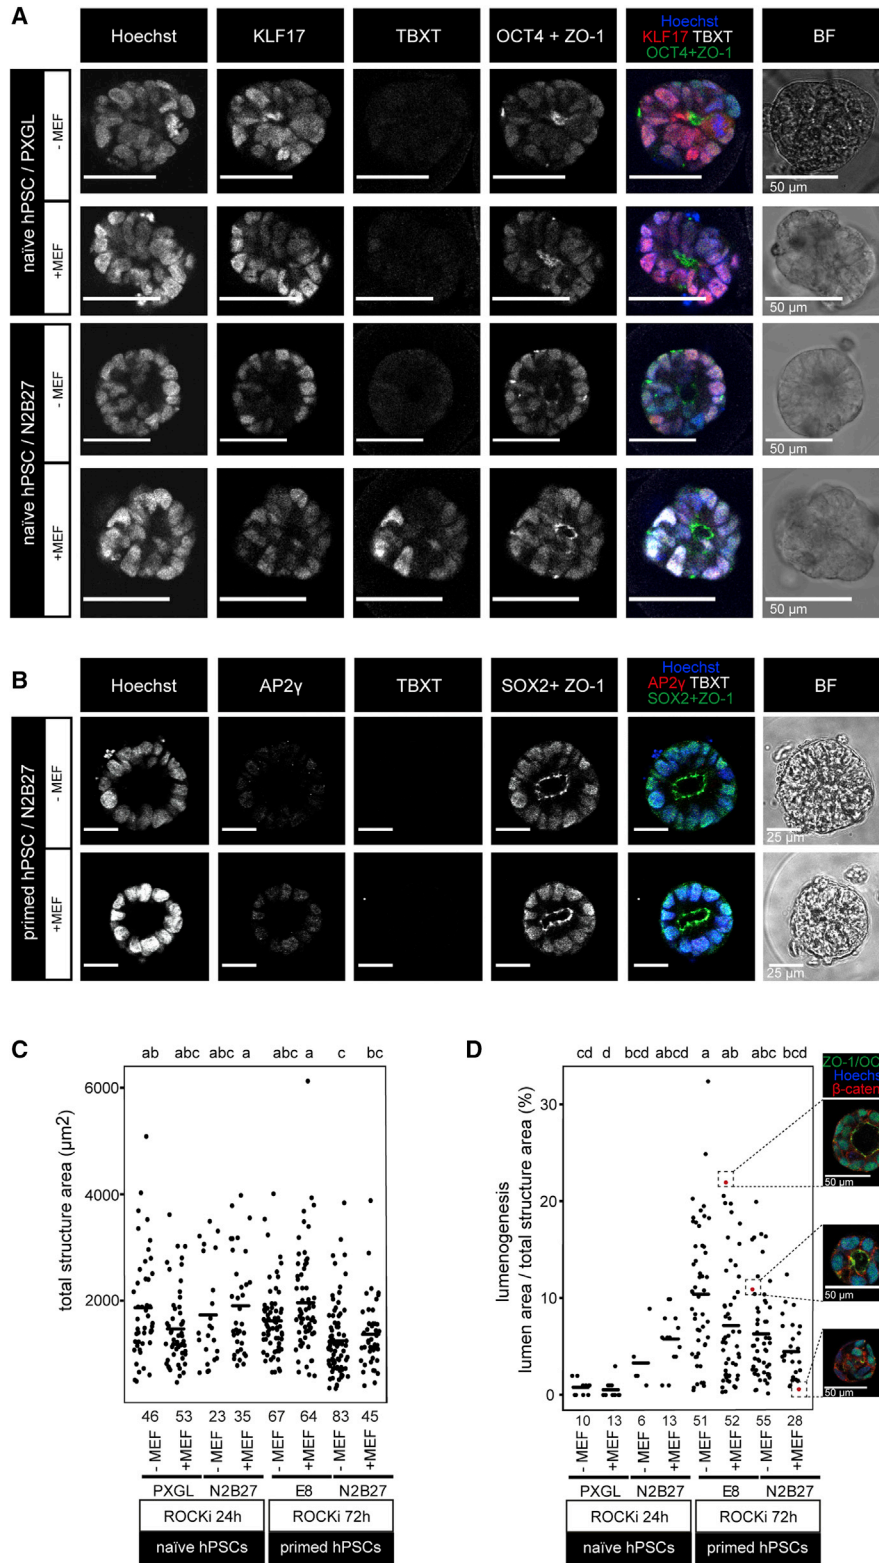 A
Hoechst
KLF17
TBXT
OCT4 + ZO-1
Hoechst
KLF17 TBXT
OCT4+ZO-1
BF
naïve hPSC / PXGL
- MEF
50 µm
+MEF
50 µm
naïve hPSC / N2B27
- MEF
50 µm
+MEF
50 µm
B
Hoechst
AP2γ
TBXT
SOX2+ ZO-1
Hoechst
AP2γ TBXT
SOX2+ZO-1
BF
primed hPSC / N2B27
- MEF
25 µm
+MEF
25 µm
C
ab abc abc a abc a c bc
total structure area (µm2)
6000
4000
2000
46 53 23 35 67 64 83 45
- MEF +MEF - MEF +MEF - MEF +MEF - MEF +MEF
PXGL N2B27 E8 N2B27
ROCKi 24h ROCKi 72h
naïve hPSCs primed hPSCs
D
cd d bcd abcd a ab abc bcd
lumenogenesis
lumen area / total structure area (%)
30
20
10
0
10 13 6 13 51 52 55 28
- MEF +MEF - MEF +MEF - MEF +MEF - MEF +MEF
PXGL N2B27 E8 N2B27
ROCKi 24h ROCKi 72h
naïve hPSCs primed hPSCs
ZO-1/OC
Hoechs
β-caten
50 µm
50 µm
50 µm